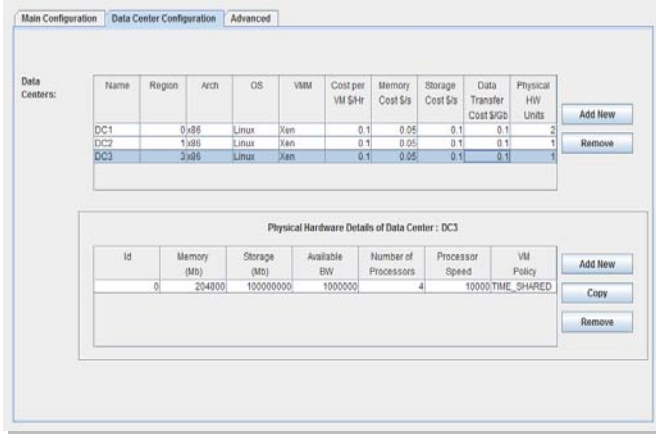 Main Configuration Data Center Configuration Advanced
Data
Centers:
Name Region Arch OS VMM Cost per VM $/Hr Memory Cost $/s Storage Cost $/s Data Transfer Cost $/Gb Physical HW Units
DC1 0 x86 Linux Xen 0.1 0.05 0.1 0.1 2
DC2 1 x86 Linux Xen 0.1 0.05 0.1 0.1 1
DC3 3 x86 Linux Xen 0.1 0.05 0.1 0.1 1
Add New
Remove
Physical Hardware Details of Data Center : DC3
Id Memory (Mb) Storage (Mb) Available BW Number of Processors Processor Speed VM Policy
0 204800 100000000 1000000 4 10000 TIME_SHARED
Add New
Copy
Remove